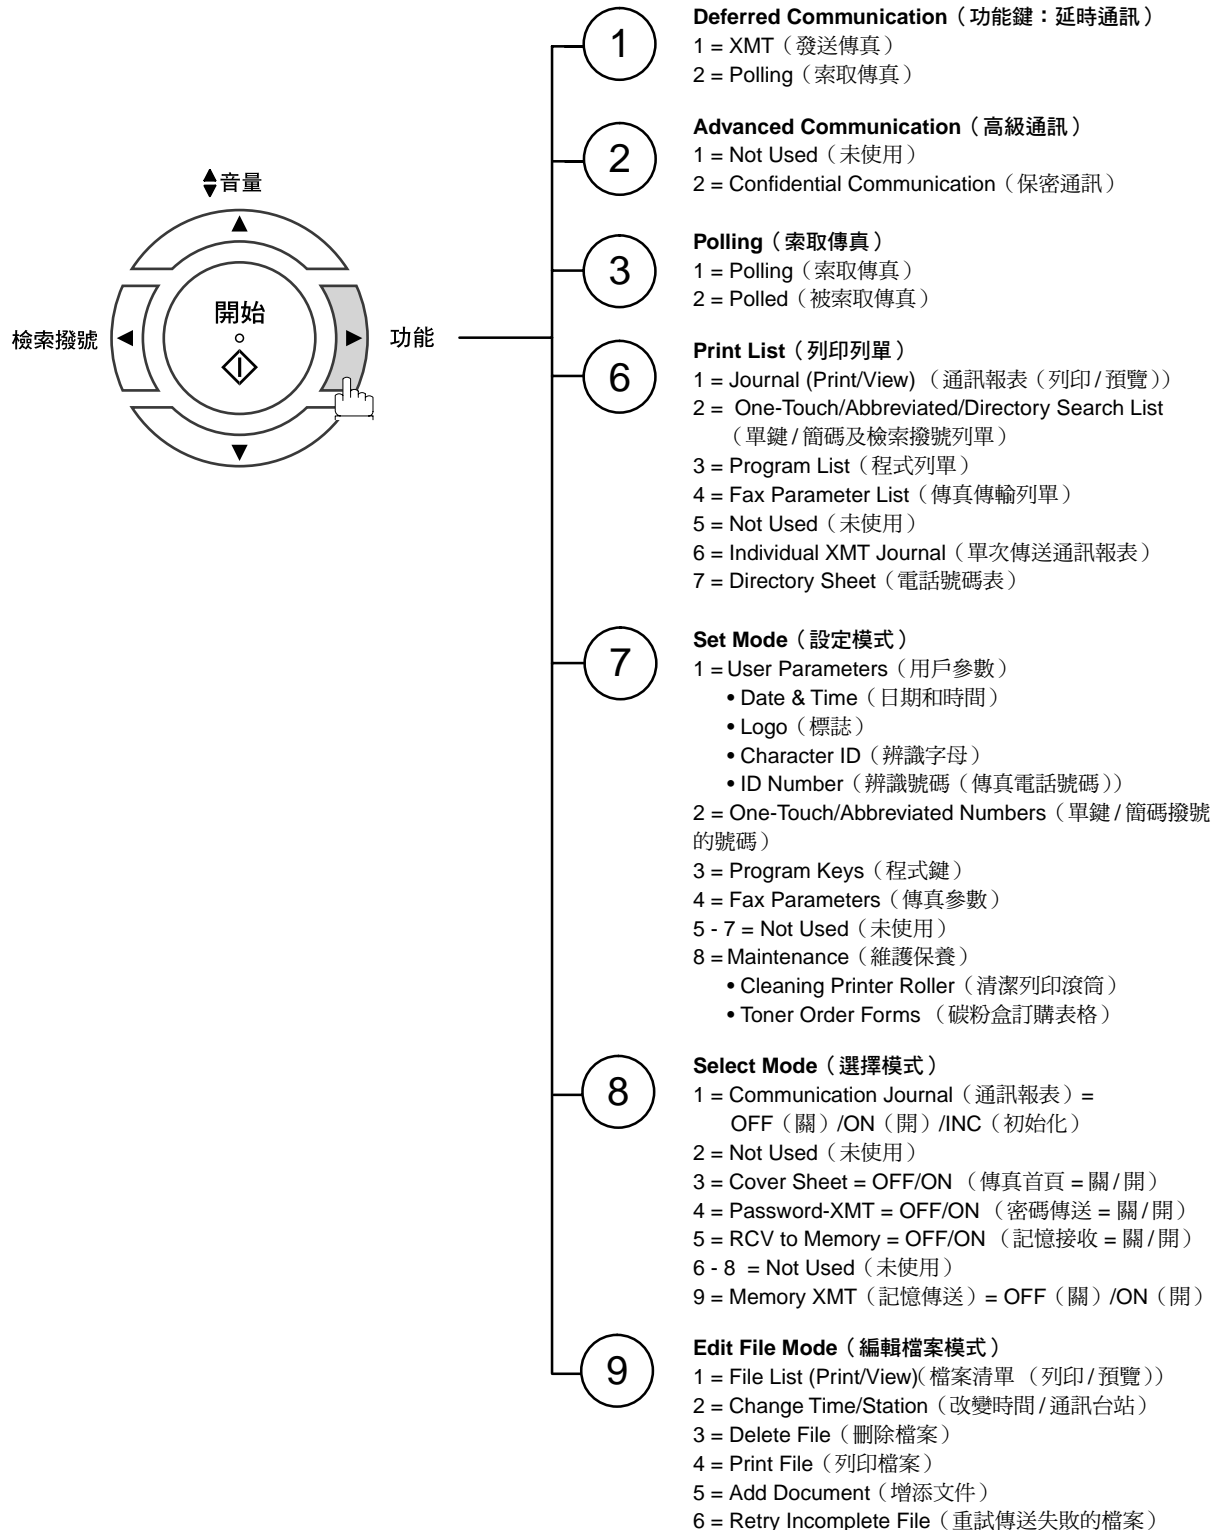 音量
開始
檢索撥號
功能
1
Deferred Communication（功能鍵：延時通訊）
1 = XMT（發送傳真）
2 = Polling（索取傳真）
2
Advanced Communication（高級通訊）
1 = Not Used（未使用）
2 = Confidential Communication（保密通訊）
3
Polling（索取傳真）
1 = Polling（索取傳真）
2 = Polled（被索取傳真）
6
Print List（列印列單）
1 = Journal (Print/View) （通訊報表（列印/預覽））
2 = One-Touch/Abbreviated/Directory Search List
（單鍵/簡碼及檢索撥號列單）
3 = Program List（程式列單）
4 = Fax Parameter List（傳真傳輸列單）
5 = Not Used（未使用）
6 = Individual XMT Journal（單次傳送通訊報表）
7 = Directory Sheet（電話號碼表）
7
Set Mode（設定模式）
1 = User Parameters（用戶參數）
• Date & Time（日期和時間）
• Logo（標誌）
• Character ID（辨識字母）
• ID Number（辨識號碼（傳真電話號碼））
2 = One-Touch/Abbreviated Numbers（單鍵/簡碼撥號
的號碼）
3 = Program Keys（程式鍵）
4 = Fax Parameters（傳真參數）
5 - 7 = Not Used（未使用）
8 = Maintenance（維護保養）
• Cleaning Printer Roller（清潔列印滾筒）
• Toner Order Forms （碳粉盒訂購表格）
8
Select Mode（選擇模式）
1 = Communication Journal（通訊報表）=
OFF（關）/ON（開）/INC（初始化）
2 = Not Used（未使用）
3 = Cover Sheet = OFF/ON （傳真首頁 = 關/開）
4 = Password-XMT = OFF/ON （密碼傳送 = 關/開）
5 = RCV to Memory = OFF/ON （記憶接收 = 關/開）
6 - 8 = Not Used（未使用）
9 = Memory XMT（記憶傳送）= OFF（關）/ON（開）
9
Edit File Mode（編輯檔案模式）
1 = File List (Print/View)（檔案清單 （列印/預覽））
2 = Change Time/Station（改變時間/通訊台站）
3 = Delete File（刪除檔案）
4 = Print File（列印檔案）
5 = Add Document（增添文件）
6 = Retry Incomplete File（重試傳送失敗的檔案）